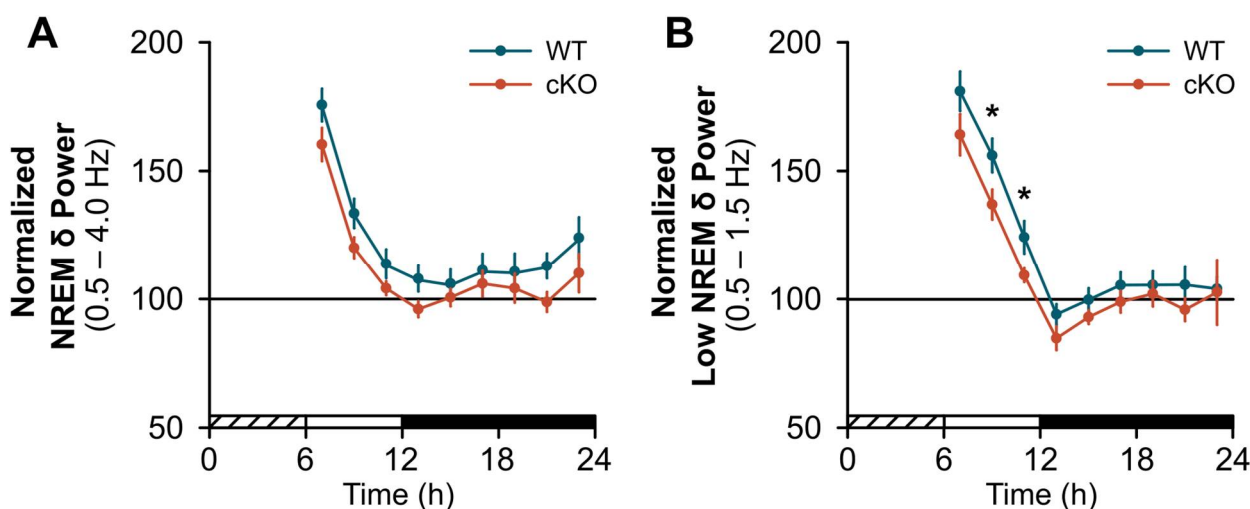 A
200
150
100
50
Normalized
NREM δ Power
(0.5 – 4.0 Hz)
WT
cKO
0 6 12 18 24
Time (h)
B
200
150
100
50
Normalized
Low NREM δ Power
(0.5 – 1.5 Hz)
WT
cKO
*
*
0 6 12 18 24
Time (h)